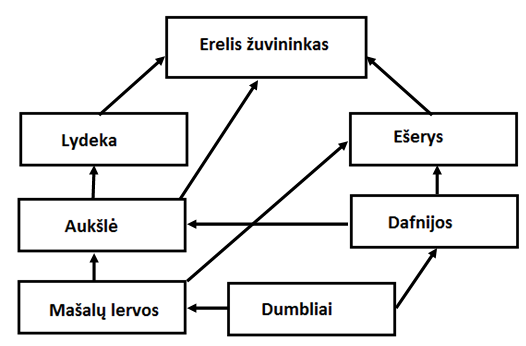 Erelis žuvininkas
Lydeka
Ešerys
Aukšlė
Dafnijos
Mašalų lervos
Dumbliai